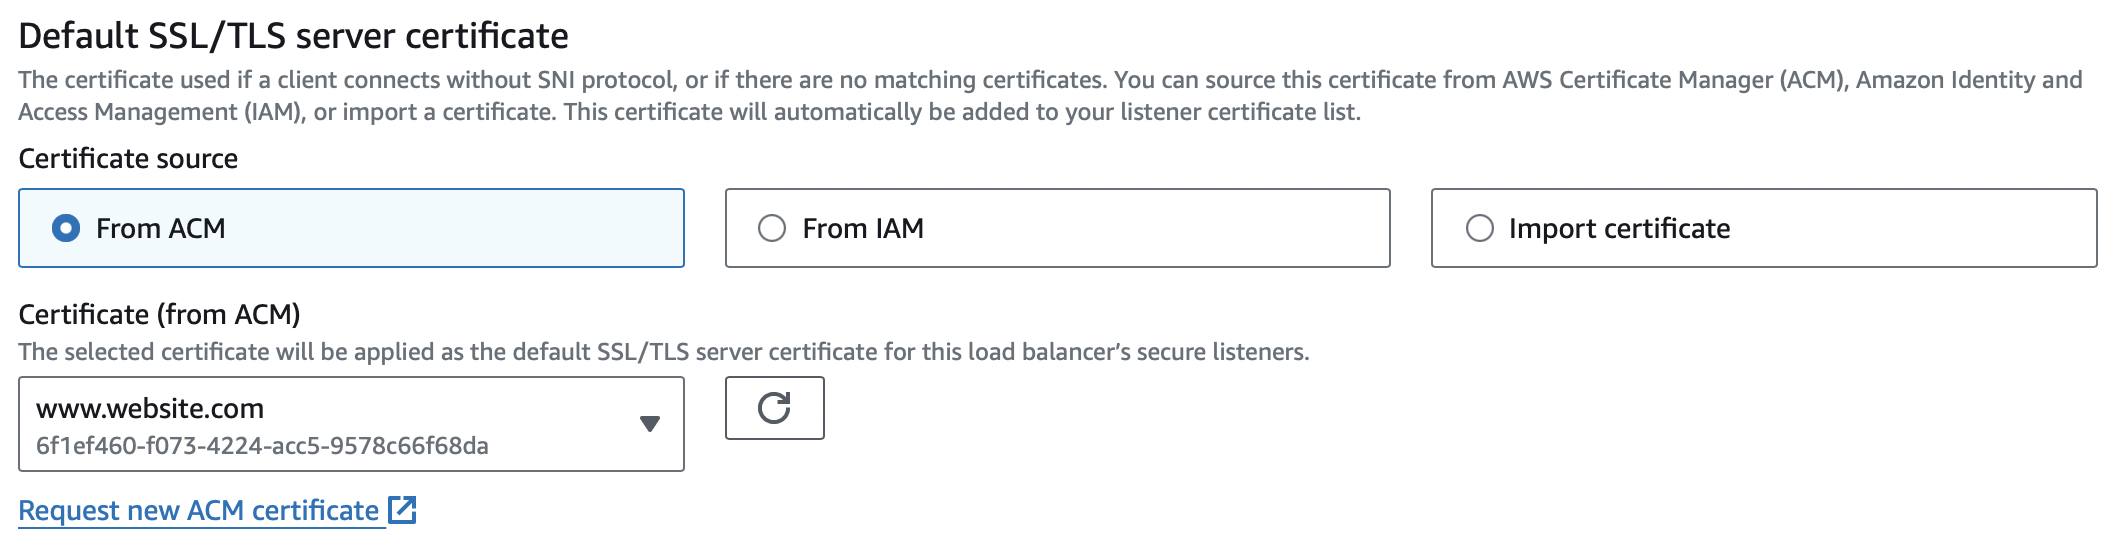 Default SSL/TLS server certificate
The certificate used if a client connects without SNI protocol, or if there are no matching certificates. You can source this certificate from AWS Certificate Manager (ACM), Amazon Identity and
Access Management (IAM), or import a certificate. This certificate will automatically be added to your listener certificate list.
Certificate source
From ACM
From IAM
Import certificate
Certificate (from ACM)
The selected certificate will be applied as the default SSL/TLS server certificate for this load balancer’s secure listeners.
www.website.com
6f1ef460-f073-4224-acc5-9578c66f68da
Request new ACM certificate